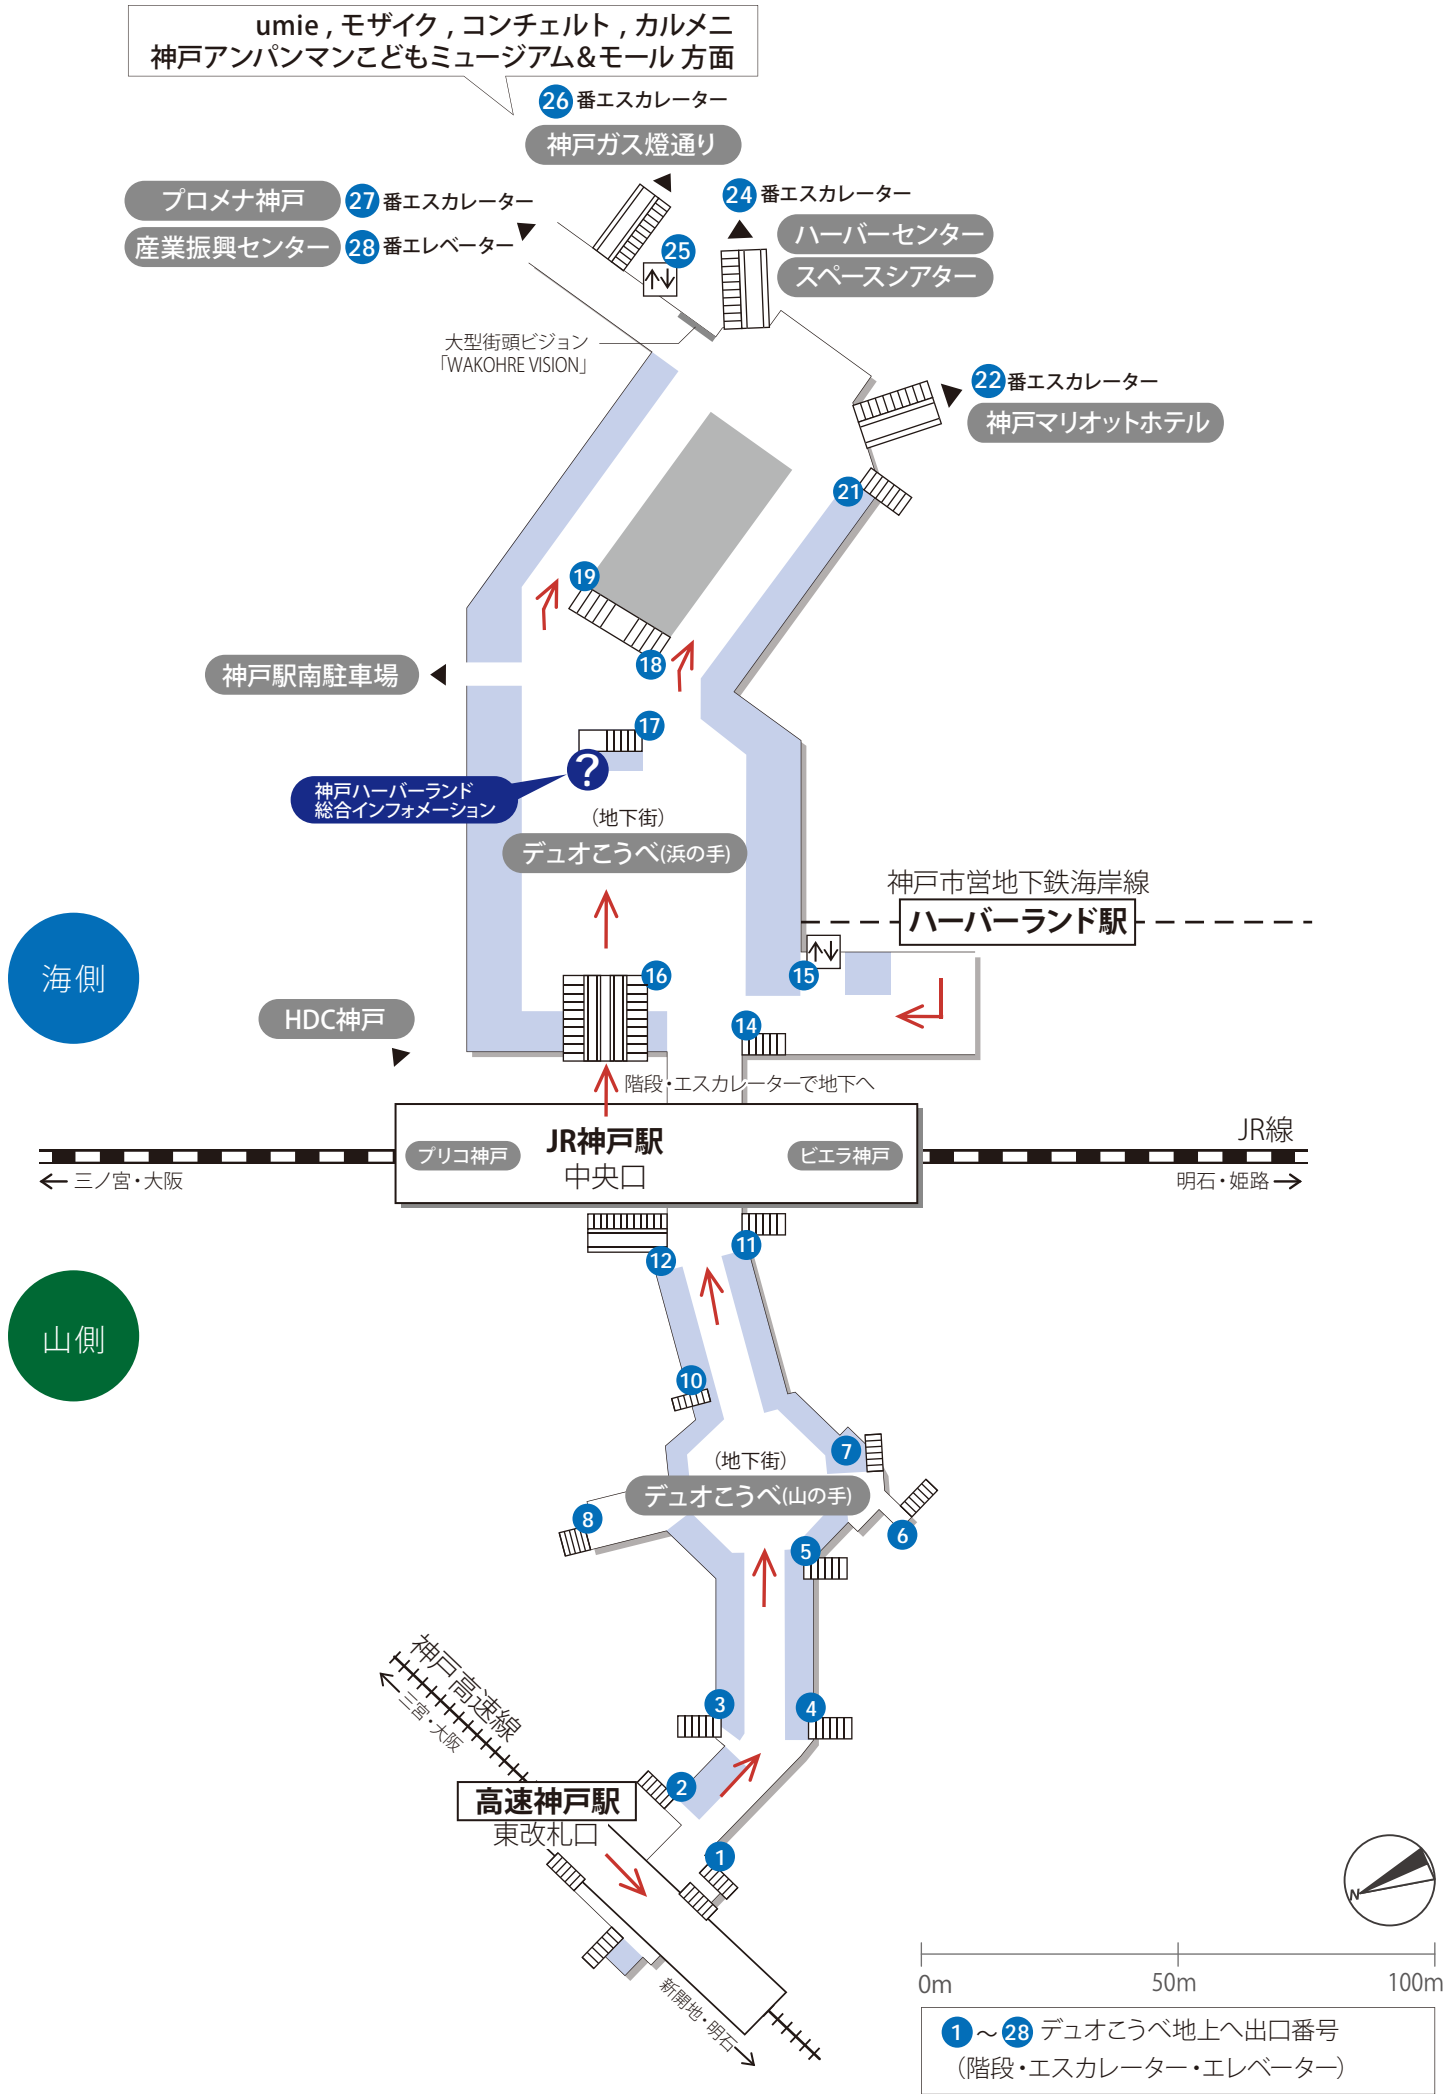 umie , モザイク , コンチェルト , カルメニ
神戸アンパンマンこどもミュージアム&モール 方面
26 番エスカレーター
神戸ガス燈通り
プロメナ神戸 27 番エスカレーター
産業振興センター 28 番エレベーター
24 番エスカレーター
ハーバーセンター
スペースシアター
25
大型街頭ビジョン
「WAKOHRE VISION」
22 番エスカレーター
神戸マリオットホテル
21
19
18
神戸駅南駐車場
17
?
神戸ハーバーランド
総合インフォメーション
(地下街)
デュオこうべ(浜の手)
神戸市営地下鉄海岸線
ハーバーランド駅
海側
16
15
HDC神戸
14
階段・エスカレーターで地下へ
JR神戸駅
中央口
プリコ神戸
ビエラ神戸
JR線
三ノ宮・大阪
明石・姫路
12
11
山側
10
7
(地下街)
デュオこうべ(山の手)
8
6
5
神戸高速線
三宮・大阪
3
4
2
高速神戸駅
東改札口
1
新開地・明石
N
0m 50m 100m
1 ～ 28 デュオこうべ地上へ出口番号
（階段・エスカレーター・エレベーター）